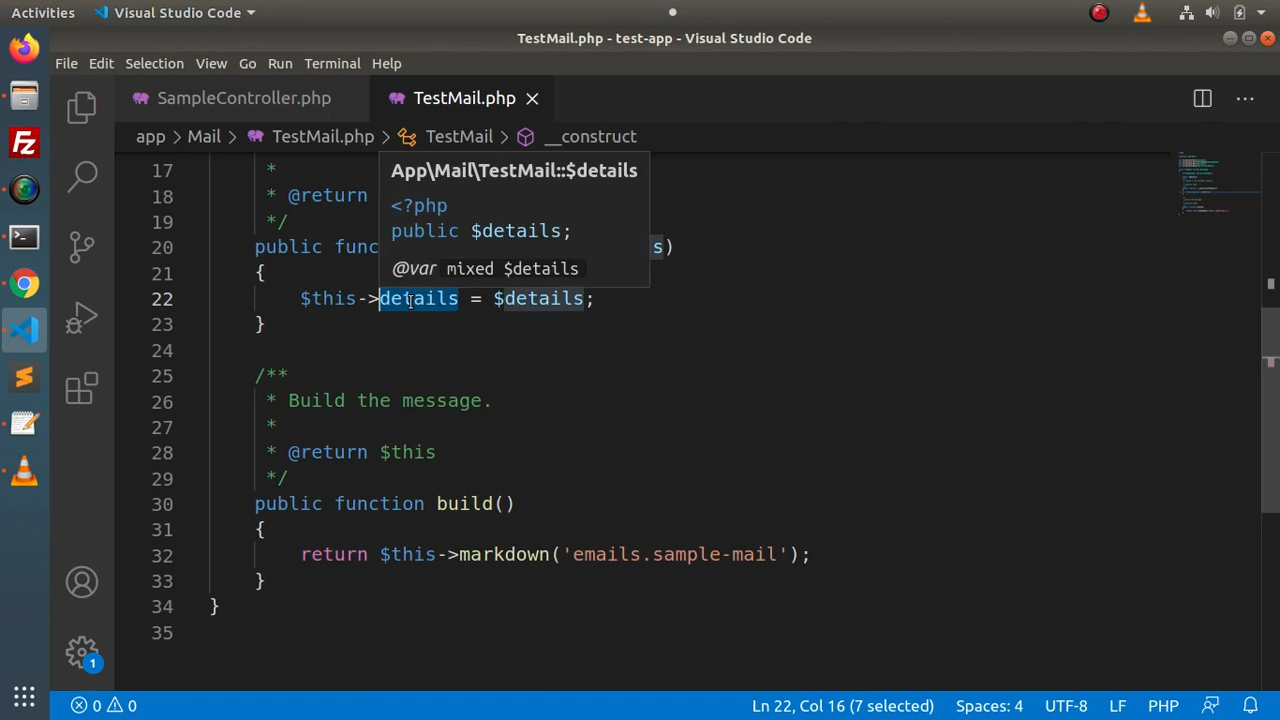 Activities Visual Studio Code
TestMail.php - test-app - Visual Studio Code
File Edit Selection View Go Run Terminal Help
SampleController.php TestMail.php
app Mail TestMail.php TestMail __construct
17 *
18 * @return
19 */
20 public func s)
21 {
22 $this->details = $details;
23 }
24
25 /**
26 * Build the message.
27 *
28 * @return $this
29 */
30 public function build()
31 {
32 return $this->markdown('emails.sample-mail');
33 }
34 }
35
App\Mail\TestMail::$details
<?php
public $details;
@var mixed $details
1
0 0 Ln 22, Col 16 (7 selected) Spaces: 4 UTF-8 LF PHP